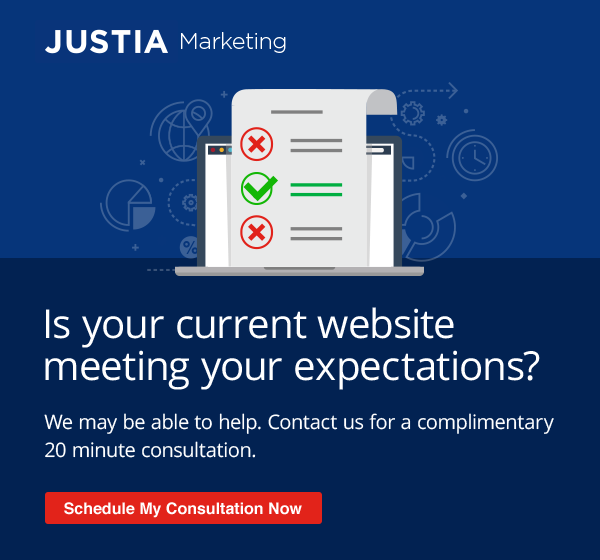 JUSTIA Marketing
%
Is your current website
meeting your expectations?
We may be able to help. Contact us for a complimentary
20 minute consultation.
Schedule My Consultation Now